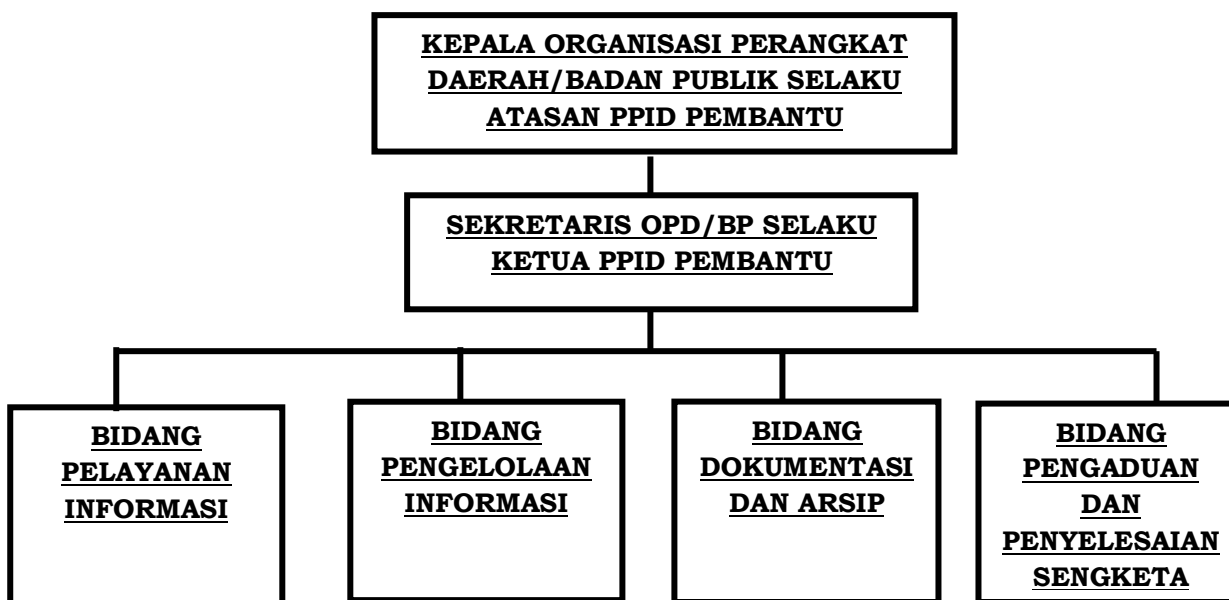 KEPALA ORGANISASI PERANGKAT
DAERAH/BADAN PUBLIK SELAKU
ATASAN PPID PEMBANTU
SEKRETARIS OPD/BP SELAKU
KETUA PPID PEMBANTU
BIDANG
PELAYANAN
INFORMASI
BIDANG
PENGELOLAAN
INFORMASI
BIDANG
DOKUMENTASI
DAN ARSIP
BIDANG
PENGADUAN
DAN
PENYELESAIAN
SENGKETA